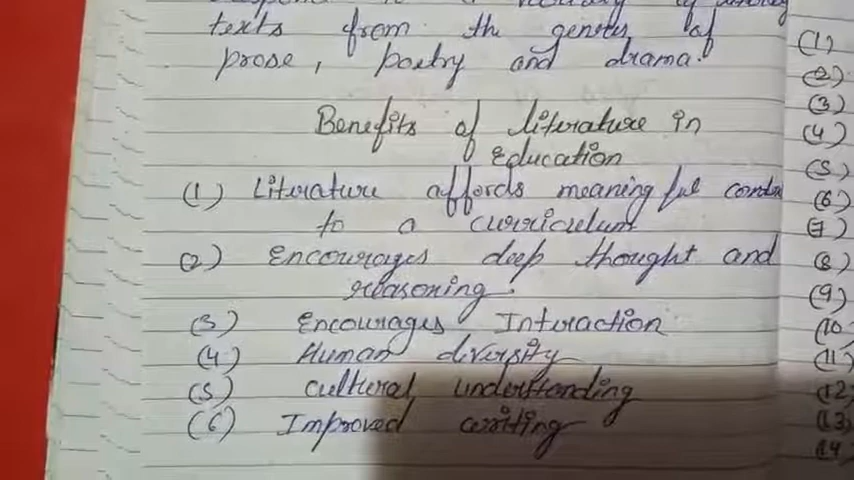 texts from the genres of
prose, poetry and drama.
Benefits of literature in
Education
(1) Literature affords meaningful
to a curriculum
(2) Encourages deep thought and
reasoning.
(3) Encourages Interaction
(4) Human diversity
(5) cultural understanding
(6) Improved writing
(1)
(2)
(3)
(4)
(5)
(6)
(7)
(8)
(9)
(10
(11)
(12
(13
(14